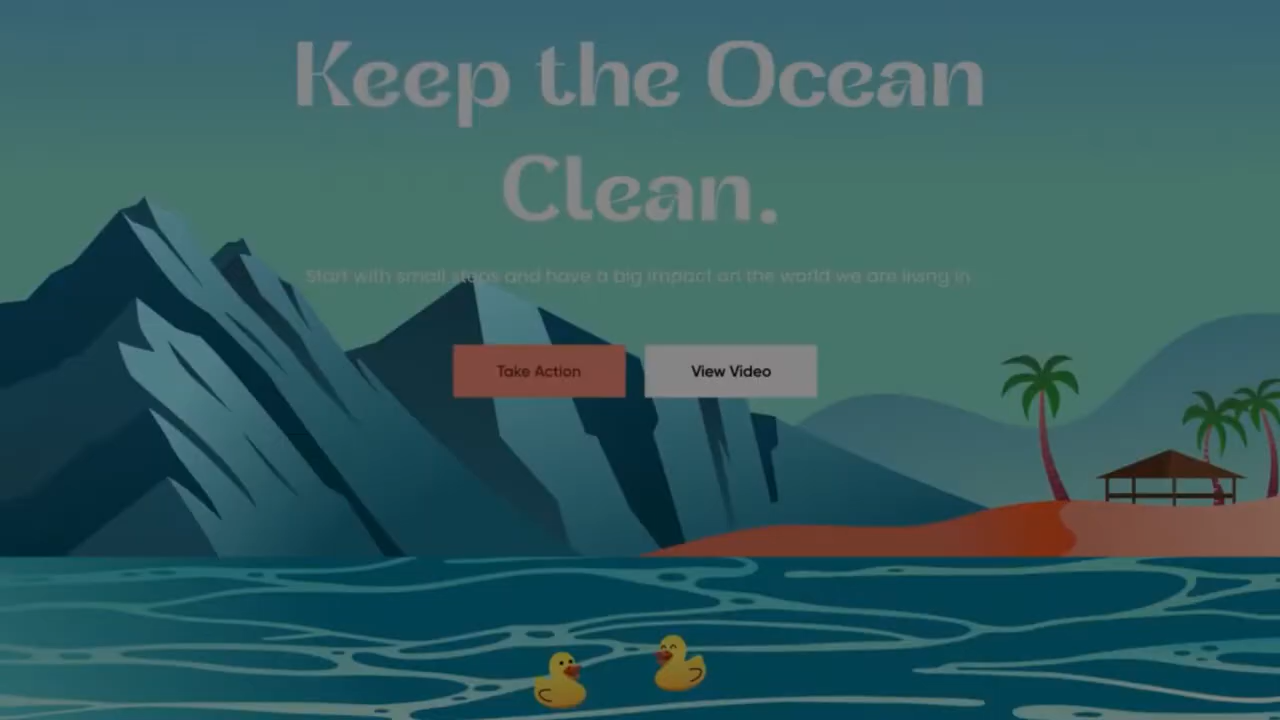 Keep the Ocean
Clean.
Start with small steps and have a big impact on the world we are living in
Take Action
View Video